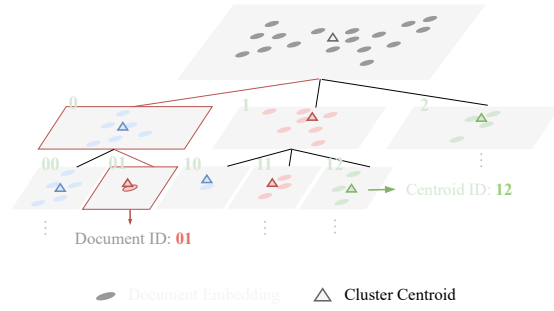 0
1
2
00
01
10
11
12
Centroid ID: 12
Document ID: 01
Document Embedding
Cluster Centroid